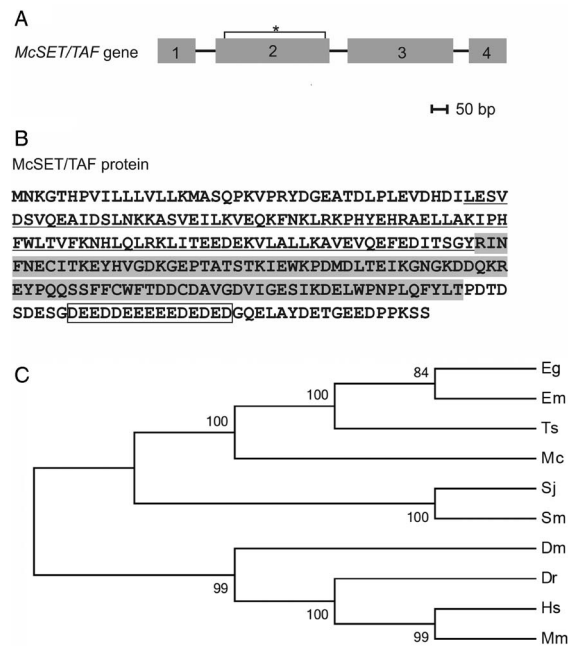 A
McSET/TAF gene
*
1 2 3 4
50 bp
B
McSET/TAF protein
MNKGTHPVILLLVLLKMASQPKVPRYDGEATDLPLEVDHDILESV
DSVQEAIDSLNKKASVEILKVEQKFNKLRKPHYEHRAELLAKIPH
FWLTVFKNHLQLRKLITEEDEKVLALLKAVEVQEFEDITSGYRIN
FNECITKEYHVGDKGEPTATSTKIEWKPDMDLTEIKGNGKDDQKR
EYPQQSSFFCWFTDDCDAVGDVIGESIKDELWPNPLQFYLTPDTD
SDESGDEEDDEEEEEDEDEDGQELAYDETGEEDPPKSS
C
Eg
84
Em
100
Ts
100
Mc
Sj
100
Sm
Dm
99
Dr
100
Hs
99
Mm